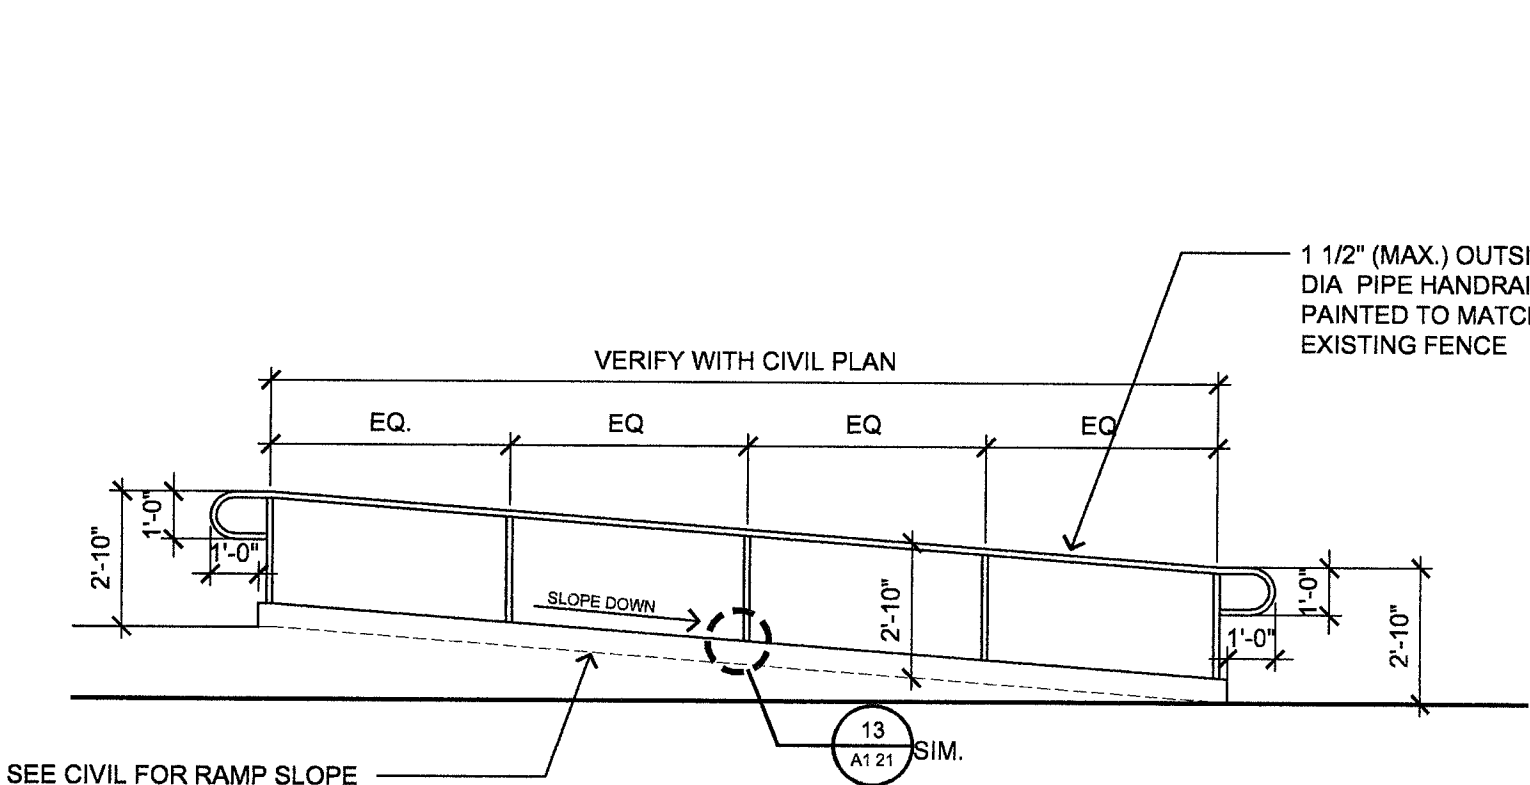 1 1/2" (MAX.) OUTSI
DIA PIPE HANDRAI
PAINTED TO MATC
EXISTING FENCE
VERIFY WITH CIVIL PLAN
EQ.
EQ
EQ
EQ
2'-10"
1'-0"
1'-0"
SLOPE DOWN
2'-10"
1'-0"
1'-0"
2'-10"
13
A1 21
SIM.
SEE CIVIL FOR RAMP SLOPE